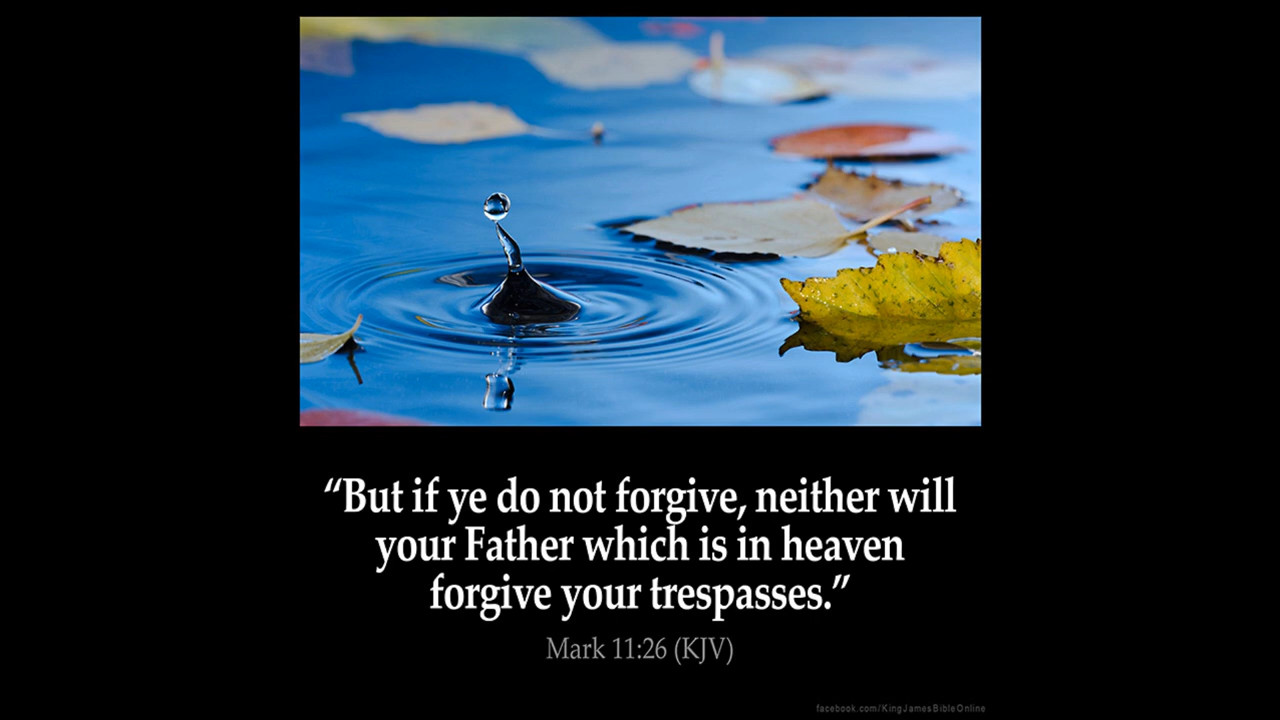 “But if ye do not forgive, neither will
your Father which is in heaven
forgive your trespasses.”
Mark 11:26 (KJV)
facebook.com/KingJamesBibleOnline